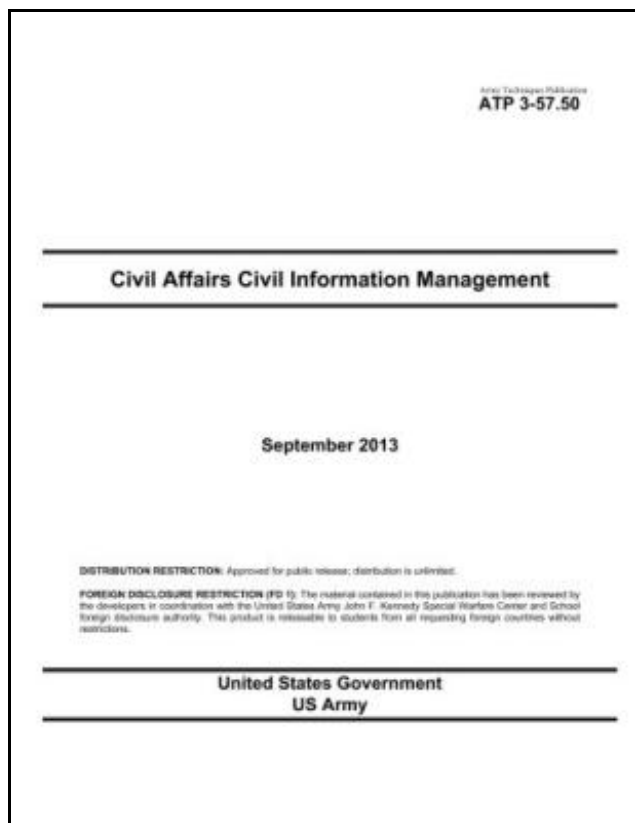 Army Techniques Publication
ATP 3-57.50
Civil Affairs Civil Information Management
September 2013
DISTRIBUTION RESTRICTION: Approved for public release; distribution is unlimited.
FOREIGN DISCLOSURE RESTRICTION (FD 1): The material contained in this publication has been reviewed by
the developers in coordination with the United States Army John F. Kennedy Special Warfare Center and School
foreign disclosure authority. This product is releasable to students from all requesting foreign countries without
restrictions.
United States Government
US Army